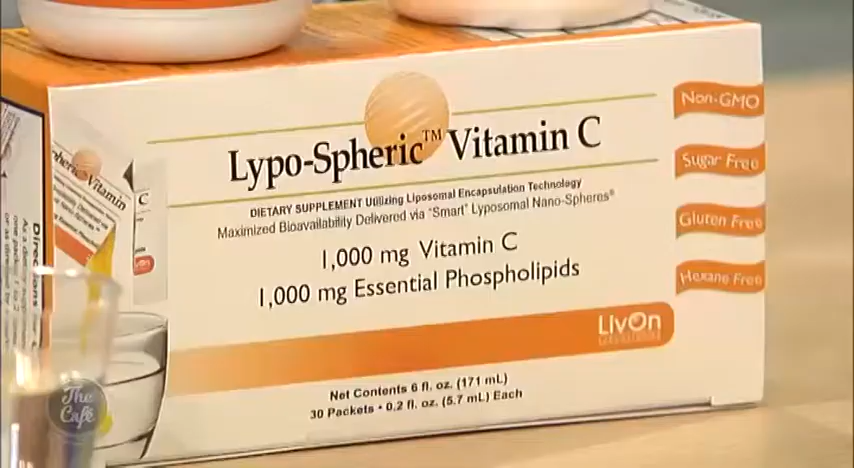 Lypo-Spheric™ Vitamin C
DIETARY SUPPLEMENT Utilizing Liposomal Encapsulation Technology
Maximized Bioavailability Delivered via "Smart" Lyposomal Nano-Spheres®
1,000 mg Vitamin C
1,000 mg Essential Phospholipids
LivOn
Net Contents 6 fl. oz. (171 mL)
30 Packets • 0.2 fl. oz. (5.7 mL) Each
Non-GMO
Sugar Free
Gluten Free
Hexane Free
Vitamin
C
Directions
The
Café